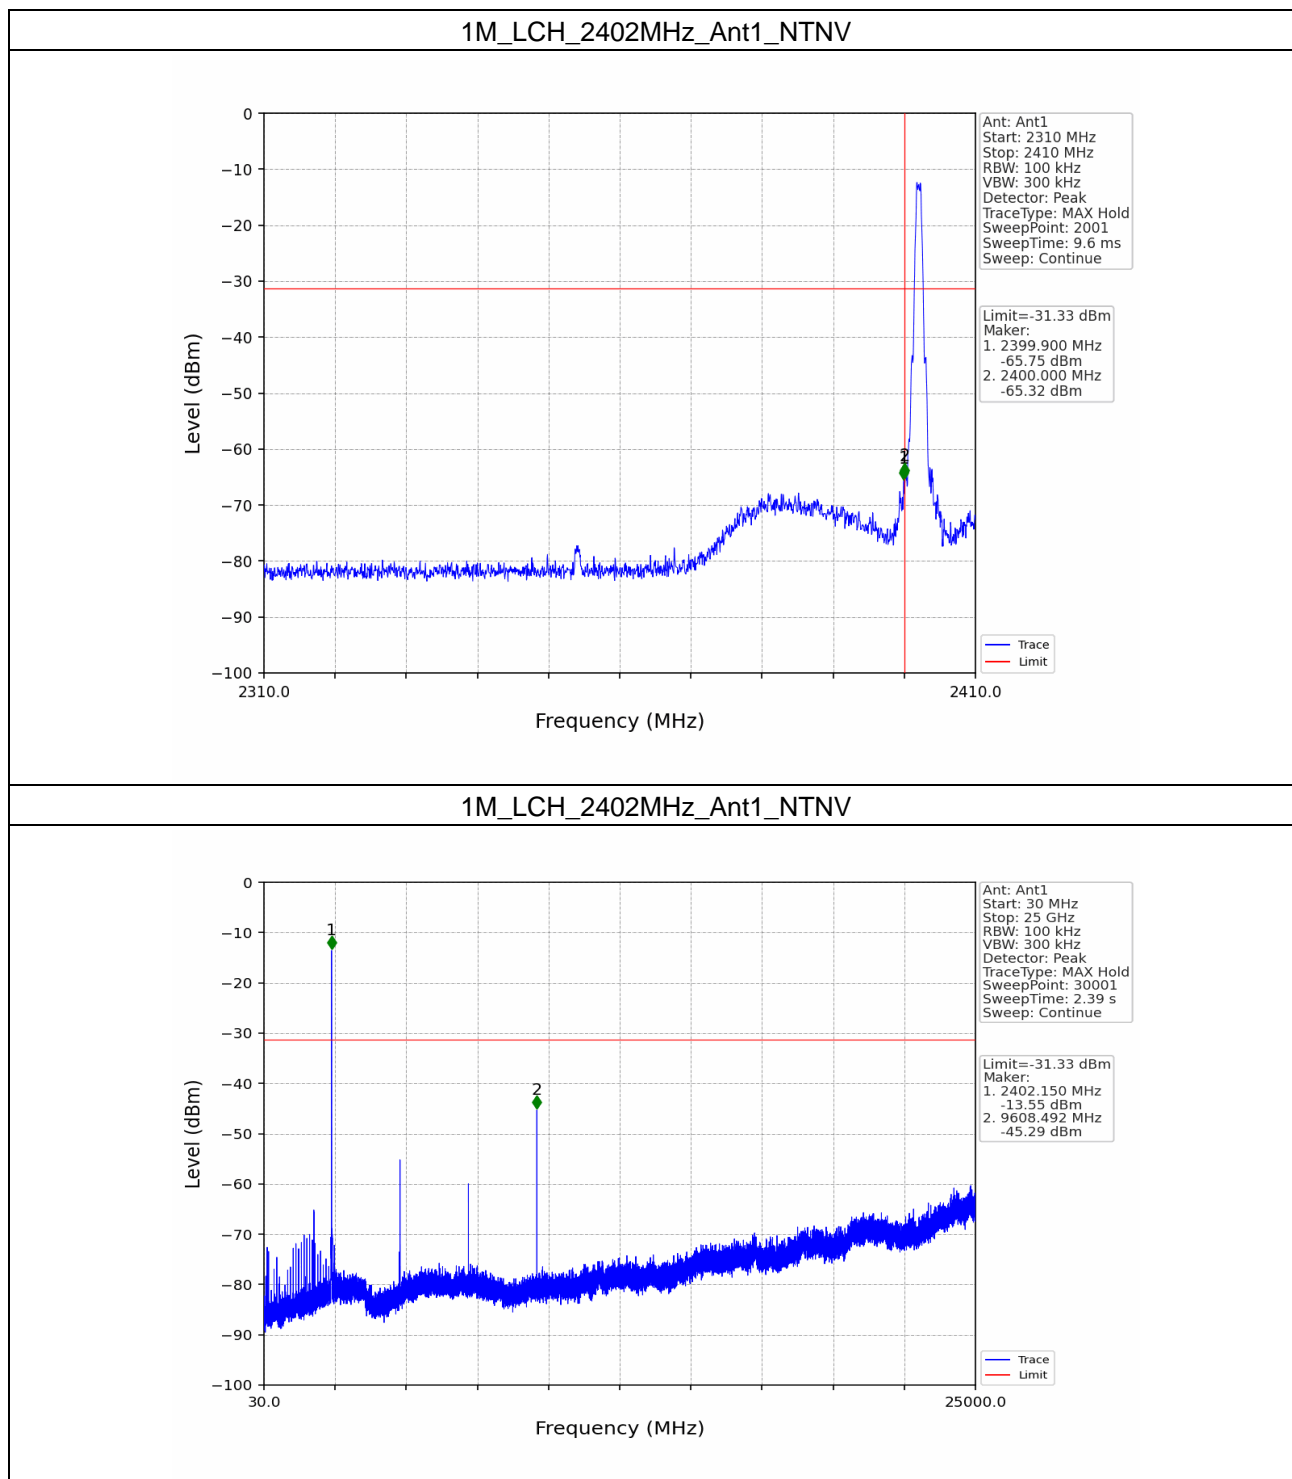 1M_LCH_2402MHz_Ant1_NTNV
0
−10
−20
−30
−40
−50
−60
−70
−80
−90
−100
Level (dBm)
2310.0
2410.0
Frequency (MHz)
2
Ant: Ant1
Start: 2310 MHz
Stop: 2410 MHz
RBW: 100 kHz
VBW: 300 kHz
Detector: Peak
TraceType: MAX Hold
SweepPoint: 2001
SweepTime: 9.6 ms
Sweep: Continue
Limit=-31.33 dBm
Maker:
1. 2399.900 MHz
-65.75 dBm
2. 2400.000 MHz
-65.32 dBm
Trace
Limit
1M_LCH_2402MHz_Ant1_NTNV
0
−10
−20
−30
−40
−50
−60
−70
−80
−90
−100
Level (dBm)
30.0
25000.0
Frequency (MHz)
1
2
Ant: Ant1
Start: 30 MHz
Stop: 25 GHz
RBW: 100 kHz
VBW: 300 kHz
Detector: Peak
TraceType: MAX Hold
SweepPoint: 30001
SweepTime: 2.39 s
Sweep: Continue
Limit=-31.33 dBm
Maker:
1. 2402.150 MHz
-13.55 dBm
2. 9608.492 MHz
-45.29 dBm
Trace
Limit